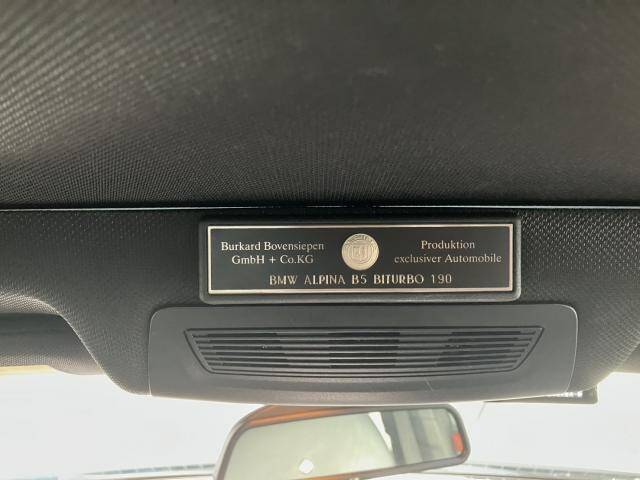 Burkard Bovensiepen
GmbH + Co.KG
Produktion
exclusiver Automobile
BMW ALPINA B5 BITURBO 190